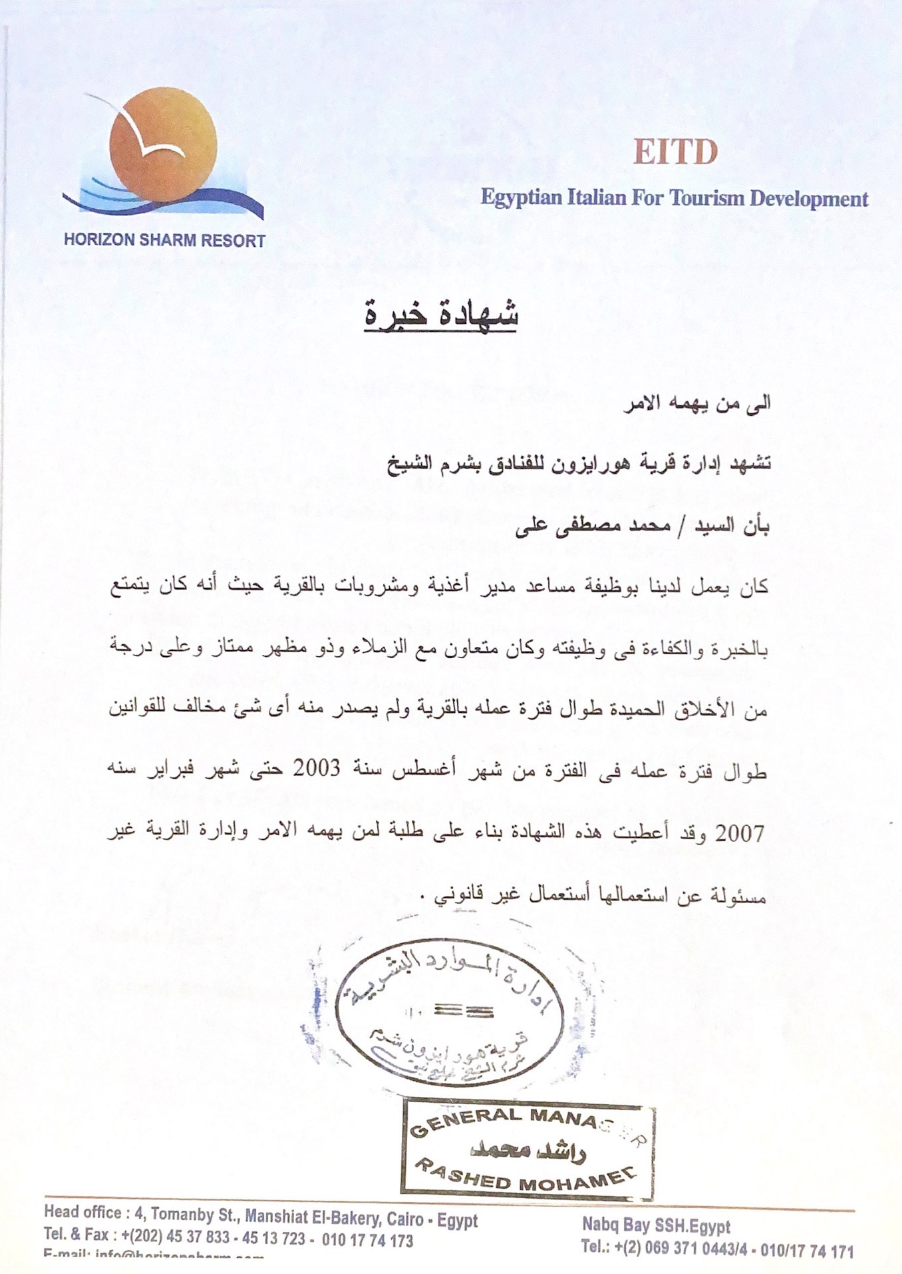 HORIZON SHARM RESORT
EITD
Egyptian Italian For Tourism Development
شهادة خبرة
الى من يهمه الامر
تشهد إدارة قرية هورايزون للفنادق بشرم الشيخ
بأن السيد / محمد مصطفى على
كان يعمل لدينا بوظيفة مساعد مدير أغذية ومشروبات بالقرية حيث أنه كان يتمتع
بالخبرة والكفاءة فى وظيفته وكان متعاون مع الزملاء وذو مظهر ممتاز وعلى درجة
من الأخلاق الحميدة طوال فترة عمله بالقرية ولم يصدر منه أى شئ مخالف للقوانين
طوال فترة عمله فى الفترة من شهر أغسطس سنة 2003 حتى شهر فبراير سنه
2007 وقد أعطيت هذه الشهادة بناء على طلبة لمن يهمه الامر وإدارة القرية غير
مسئولة عن استعمالها أستعمال غير قانوني .
ادارة الموارد البشرية
قرية هورايزون شرم
شرم الشيخ خليج نبق
GENERAL MANAGER
راشد محمد
RASHED MOHAMED
Head office : 4, Tomanby St., Manshiat El-Bakery, Cairo - Egypt
Tel. & Fax : +(202) 45 37 833 - 45 13 723 - 010 17 74 173
E-mail: info@horizonsharm.com
Nabq Bay SSH.Egypt
Tel.: +(2) 069 371 0443/4 - 010/17 74 171